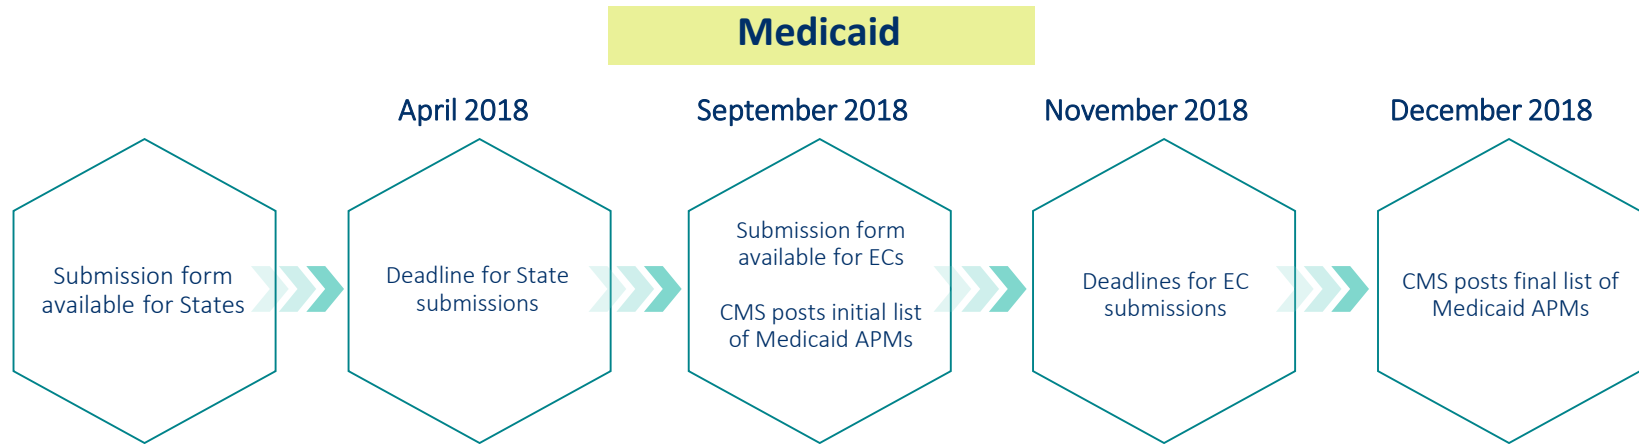 Medicaid
Submission form
available for States
April 2018
Deadline for State
submissions
September 2018
Submission form
available for ECs
CMS posts initial list
of Medicaid APMs
November 2018
Deadlines for EC
submissions
December 2018
CMS posts final list of
Medicaid APMs